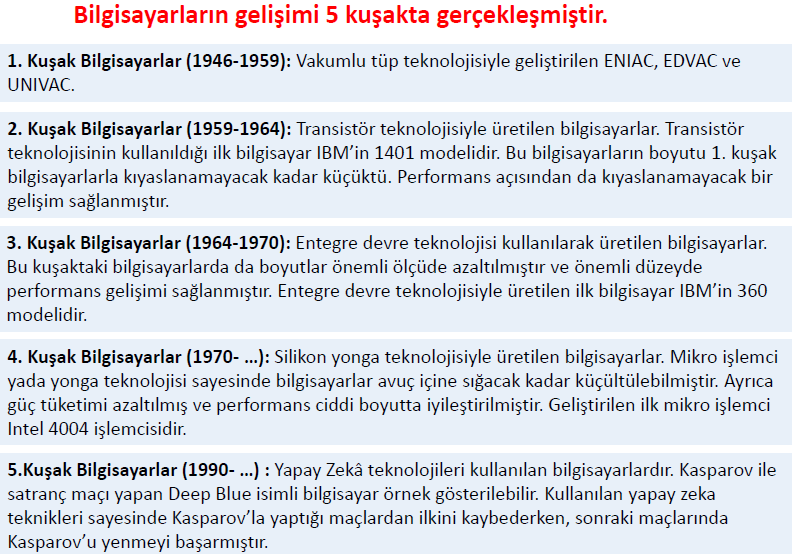 Bilgisayarların gelişimi 5 kuşakta gerçekleşmiştir.
1. Kuşak Bilgisayarlar (1946-1959): Vakumlu tüp teknolojisiyle geliştirilen ENIAC, EDVAC ve
UNIVAC.
2. Kuşak Bilgisayarlar (1959-1964): Transistör teknolojisiyle üretilen bilgisayarlar. Transistör
teknolojisinin kullanıldığı ilk bilgisayar IBM’in 1401 modelidir. Bu bilgisayarların boyutu 1. kuşak
bilgisayarlarla kıyaslanamayacak kadar küçüktü. Performans açısından da kıyaslanamayacak bir
gelişim sağlanmıştır.
3. Kuşak Bilgisayarlar (1964-1970): Entegre devre teknolojisi kullanılarak üretilen bilgisayarlar.
Bu kuşaktaki bilgisayarlarda da boyutlar önemli ölçüde azaltılmıştır ve önemli düzeyde
performans gelişimi sağlanmıştır. Entegre devre teknolojisiyle üretilen ilk bilgisayar IBM’in 360
modelidir.
4. Kuşak Bilgisayarlar (1970- …): Silikon yonga teknolojisiyle üretilen bilgisayarlar. Mikro işlemci
yada yonga teknolojisi sayesinde bilgisayarlar avuç içine sığacak kadar küçültülebilmiştir. Ayrıca
güç tüketimi azaltılmış ve performans ciddi boyutta iyileştirilmiştir. Geliştirilen ilk mikro işlemci
Intel 4004 işlemcisidir.
5.Kuşak Bilgisayarlar (1990- …) : Yapay Zekâ teknolojileri kullanılan bilgisayarlardır. Kasparov ile
satranç maçı yapan Deep Blue isimli bilgisayar örnek gösterilebilir. Kullanılan yapay zeka
teknikleri sayesinde Kasparov’la yaptığı maçlardan ilkini kaybederken, sonraki maçlarında
Kasparov’u yenmeyi başarmıştır.